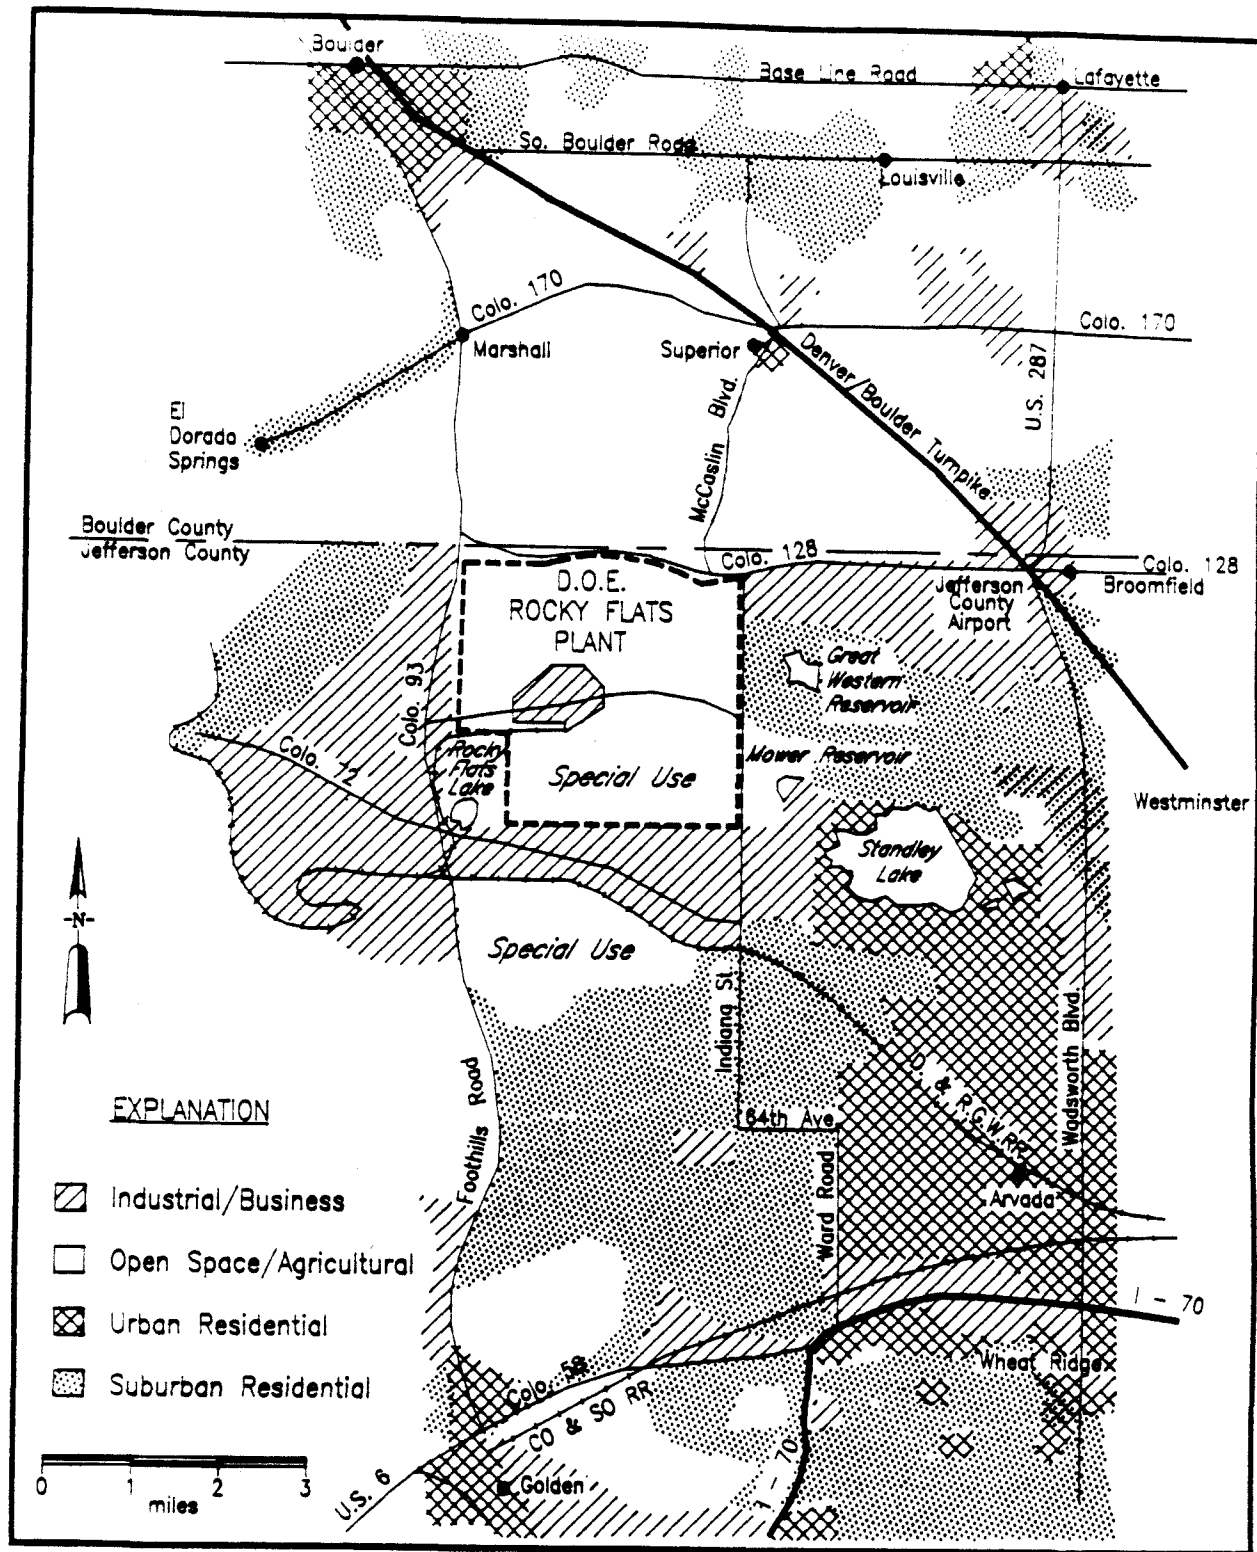 Boulder
Base Line Road
Lafayette
So. Boulder Road
Louisville
Colo. 170
Marshall
Superior
Colo. 170
Denver/Boulder Turnpike
U.S. 287
McCaslin Blvd.
El
Dorado
Springs
Boulder County
Jefferson County
Colo. 128
Colo. 128
Broomfield
Jefferson
County
Airport
D.O.E.
ROCKY FLATS
PLANT
Great
Western
Reservoir
Colo. 93
Colo. 72
Rocky
Flats
Lake
Special Use
Mower Reservoir
Westminster
Standley
Lake
N
Special Use
Indiana St.
Wadsworth Blvd.
Foothills Road
64th Ave
Ward Road
& R.G.W.RR
Arvada
EXPLANATION
Industrial/Business
Open Space/Agricultural
Urban Residential
Suburban Residential
I - 70
Wheat Ridge
Colo. 58
CO & SO RR
I - 70
U.S. 6
Golden
0 1 2 3
miles